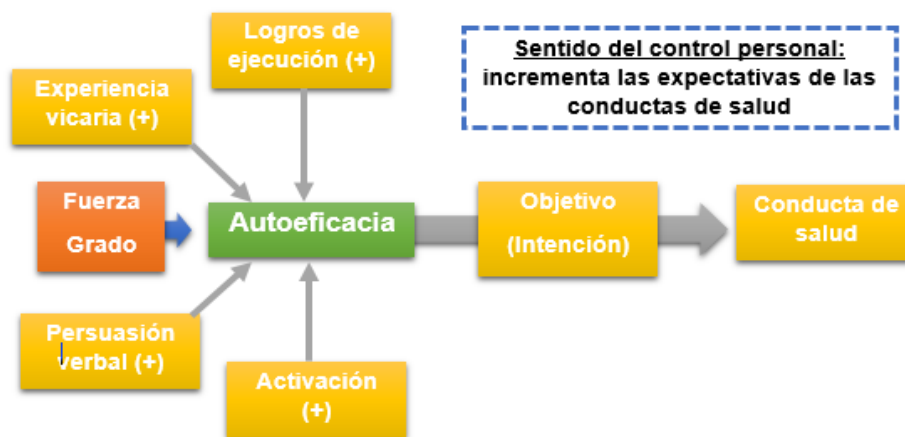 Logros de
ejecución (+)
Sentido del control personal:
incrementa las expectativas de las
conductas de salud
Experiencia
vicaria (+)
Fuerza
Grado
Autoeficacia
Objetivo
(Intención)
Conducta de
salud
Persuasión
verbal (+)
Activación
(+)